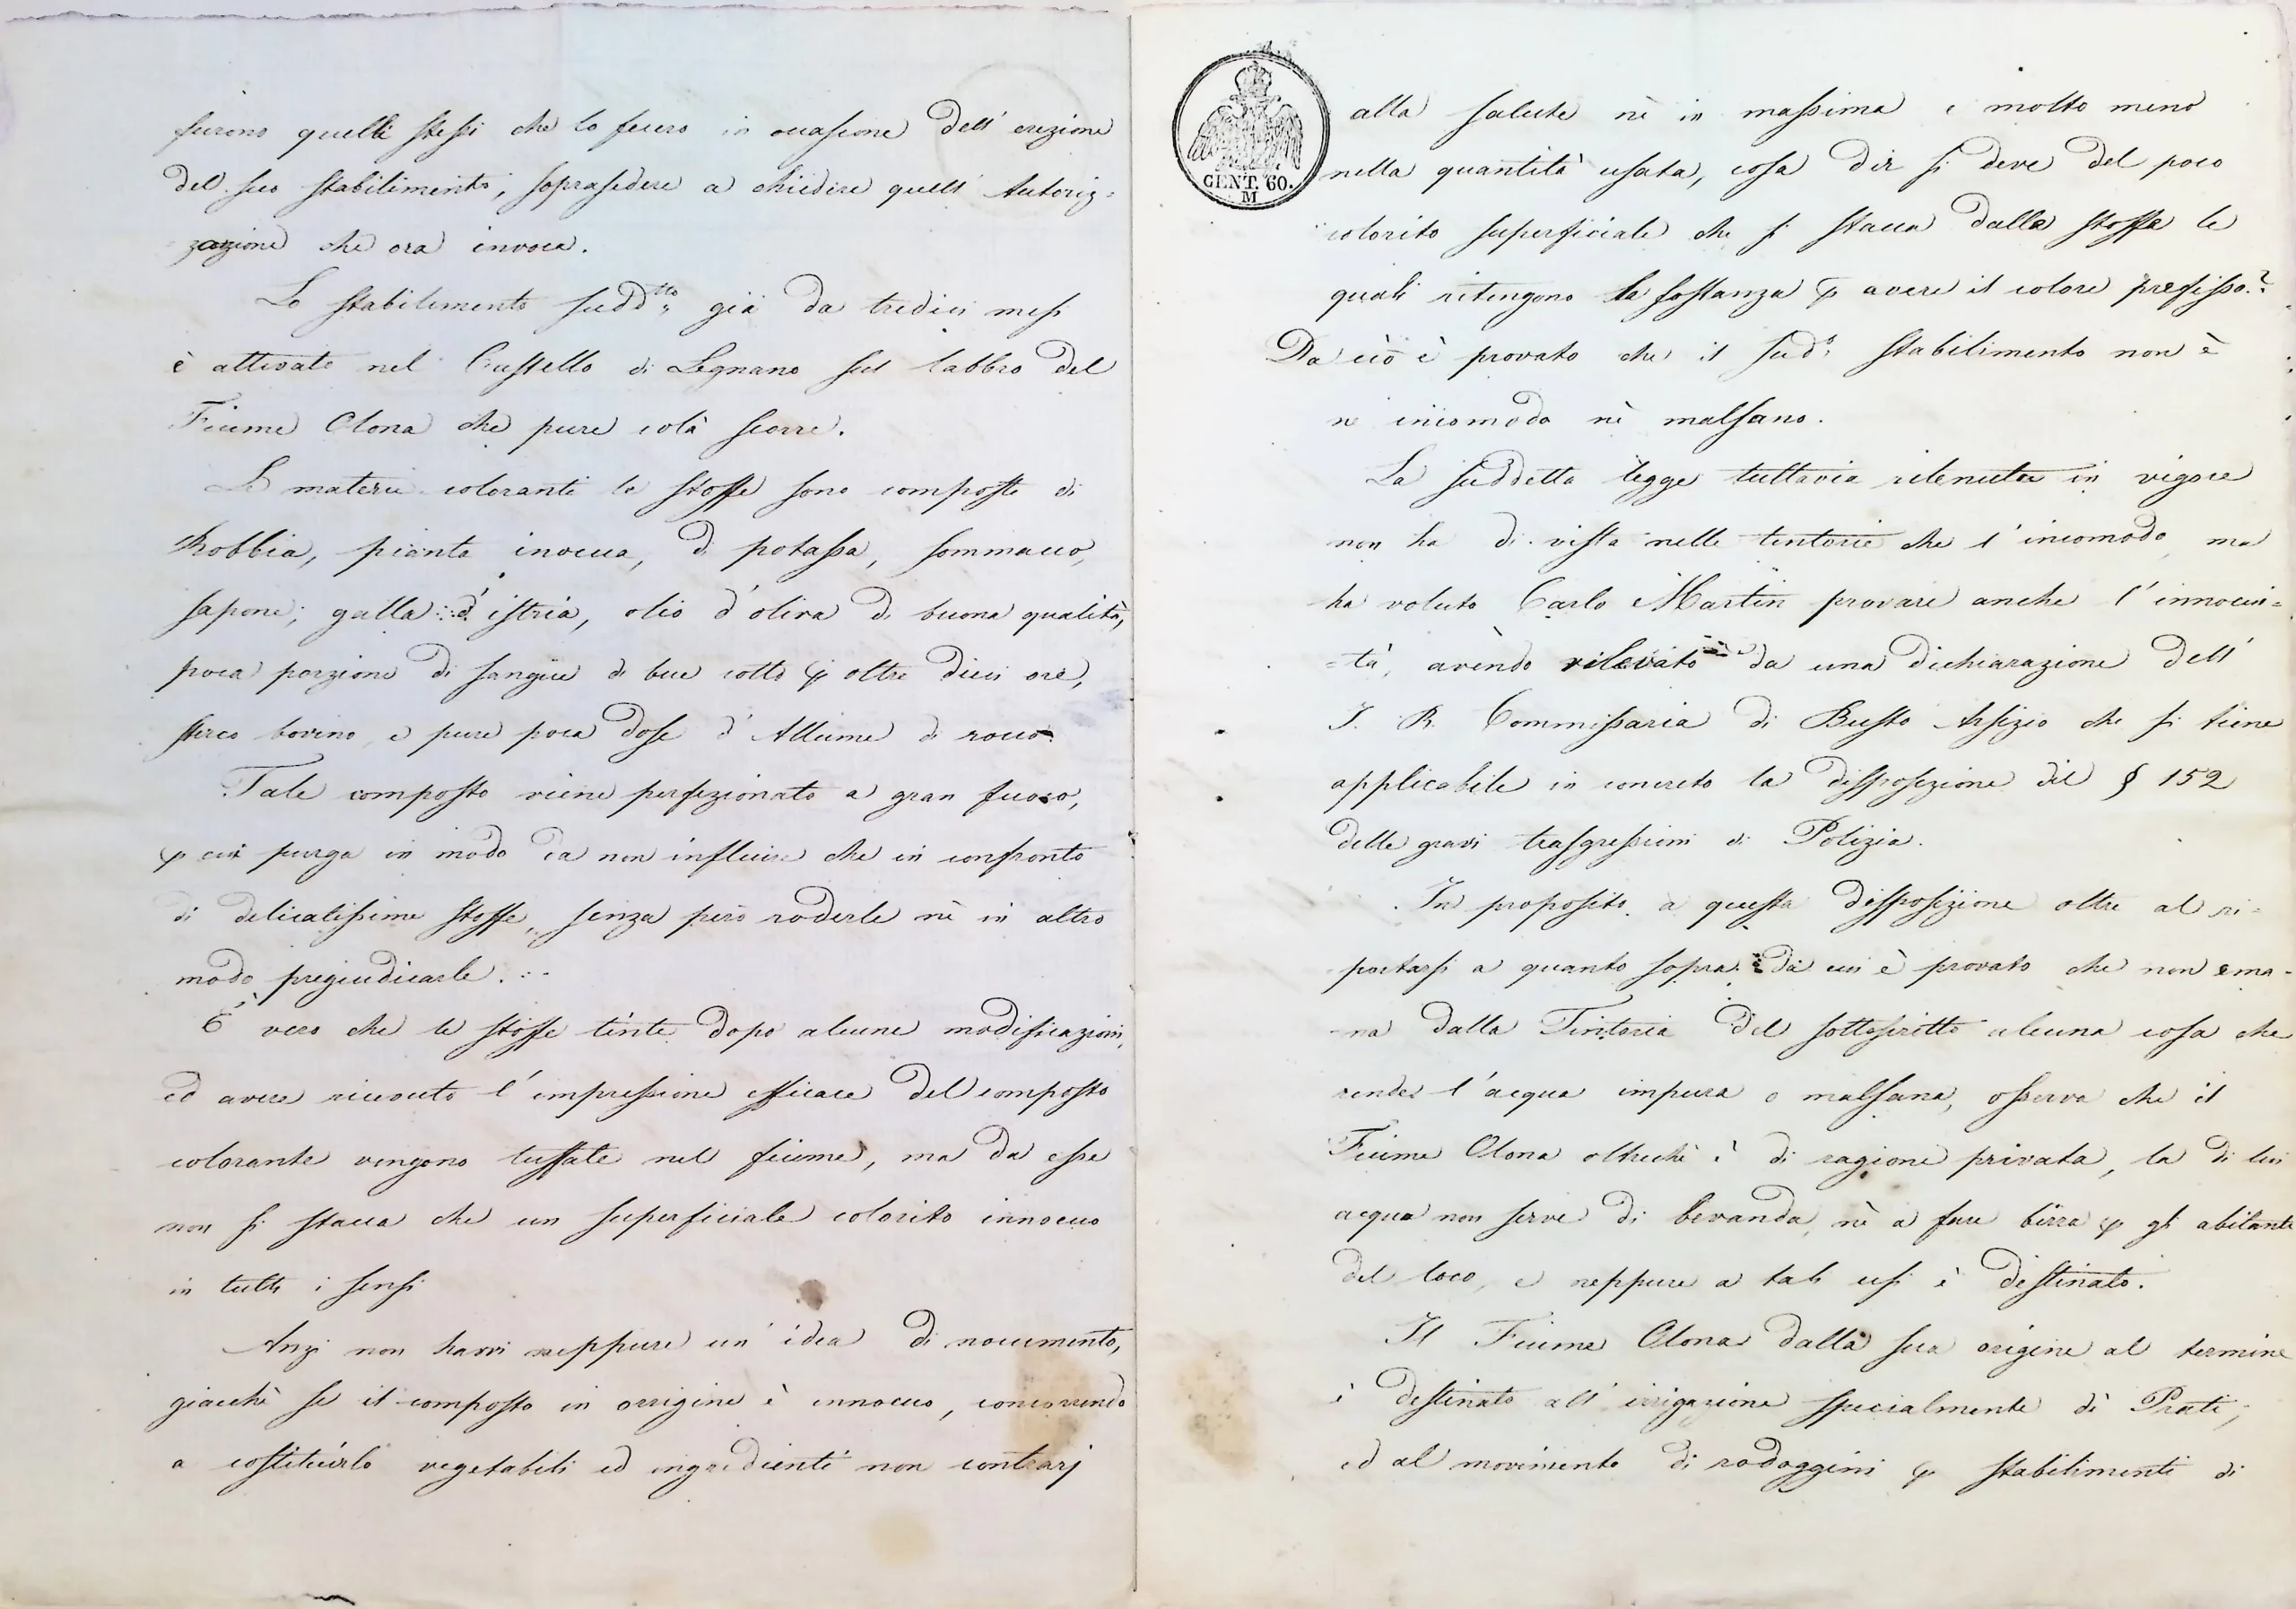 furono quelli stessi che lo fecero in occasione dell' erezione
del suo stabilimento, soprasedere a chiedere quell' Autoriz=
zazione che ora invoca.
Lo stabilimento sudd.tto già da tredici mesi
è attivato nel Castello di Legnano sul labbro del
Fiume Olona che pure colà scorre.
Le materie coloranti le stoffe sono composte di
Robbia, pianta inocua, di potassa, sommacco,
sapone, galla d' istria, olio d' oliva di buona qualità,
poca porzione di sangue di bue cotto p oltre dieci ore,
sterco bovino e pure poca dose d' Allume di rocco.
Tale composto viene perfezionato a gran fuoco,
p cui purga in modo da non influire che in confronto
di delicatissime stoffe, senza però roderle nè in altro
modo pregiudicarle.
È vero che le stoffe tinte dopo alcune modificazioni,
ed avere ricevuto l' impressione efficace del composto
colorante vengono tuffate nel fiume, ma da esse
non si stacca che un superficiale colorito innocuo
in tutti i sensi
Anzi non havvi neppure un' idea di nocumento,
giacchè se il composto in origine è innocuo, concorrendo
a costituirlo vegetabili ed ingredienti non contrarj
CENT. 60.
M
alla salute nè in massima e molto meno
nella quantità usata, cosa dir si deve del poco
colorito superficiale che si stacca dalle stoffe le
quali ritengono la sostanza p avere il colore prefisso?
Da ciò è provato che il sud.o stabilimento non è
nè incomodo nè malsano.
La suddetta legge tuttavia ritenuta in vigore
non ha di vista nelle tintorie che l' incomodo, ma
ha voluto Carlo Martin provare anche l' innocui=
=tà, avendo rilevato da una dichiarazione dell'
I. R. Commissaria di Busto Arsizio che si tiene
applicabile in concreto la disposizione del § 152
delle gravi trasgressioni di Polizia.
In proposito a questa disposizione oltre al ri=
portarsi a quanto sopra da cui è provato che non ema=
na dalla Tintoria del sottoscritto alcuna cosa che
rendes l' acqua impura o malsana, osserva che il
Fiume Olona oltrechè è di ragione privata, la di lui
acqua non serve di bevanda, nè a fare birra p gli abitanti
del loco, e neppure a tali usi è destinato.
Il Fiume Olona dalla sua origine al termine
è destinato all' irrigazione specialmente di Prati;
ed al movimento di rodoggini p stabilimenti di